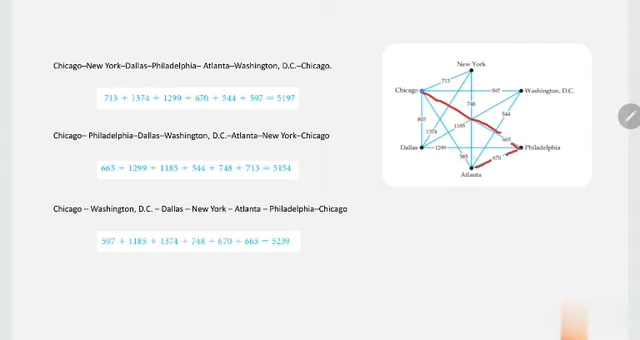 Chicago–New York–Dallas–Philadelphia– Atlanta–Washington, D.C.–Chicago.
713 + 1374 + 1299 + 670 + 544 + 597 = 5197
Chicago– Philadelphia–Dallas–Washington, D.C.–Atlanta–New York–Chicago
665 + 1299 + 1185 + 544 + 748 + 713 = 5154
Chicago – Washington, D.C. – Dallas – New York – Atlanta – Philadelphia–Chicago
597 + 1185 + 1374 + 748 + 670 + 665 = 5239
New York
713
Chicago
597
Washington, D.C.
748
544
803
1185
1374
665
Dallas
1299
Philadelphia
585
670
Atlanta